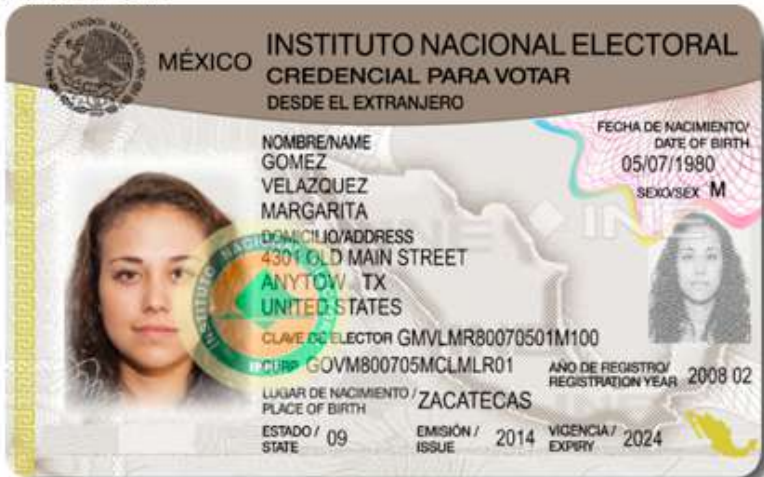 MÉXICO
INSTITUTO NACIONAL ELECTORAL
CREDENCIAL PARA VOTAR
DESDE EL EXTRANJERO
NOMBRE/NAME
GOMEZ
VELAZQUEZ
MARGARITA
FECHA DE NACIMIENTO/
DATE OF BIRTH
05/07/1980
SEXO/SEX M
DOMICILIO/ADDRESS
4301 OLD MAIN STREET
ANYTOW TX
UNITED STATES
INSTITUTO NACIONAL
CLAVE DE ELECTOR GMVLMR80070501M100
CURP GOVM800705MCLMLR01
AÑO DE REGISTRO/
REGISTRATION YEAR 2008 02
LUGAR DE NACIMIENTO /
PLACE OF BIRTH ZACATECAS
ESTADO /
STATE 09
EMISIÓN /
ISSUE 2014
VIGENCIA /
EXPIRY 2024